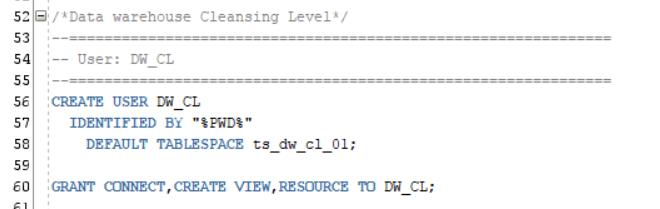 52 /*Data warehouse Cleansing Level*/
53 --============================================================
54 -- User: DW_CL
55 --============================================================
56 CREATE USER DW_CL
57 IDENTIFIED BY "%PWD%"
58 DEFAULT TABLESPACE ts_dw_cl_01;
59
60 GRANT CONNECT,CREATE VIEW,RESOURCE TO DW_CL;
61